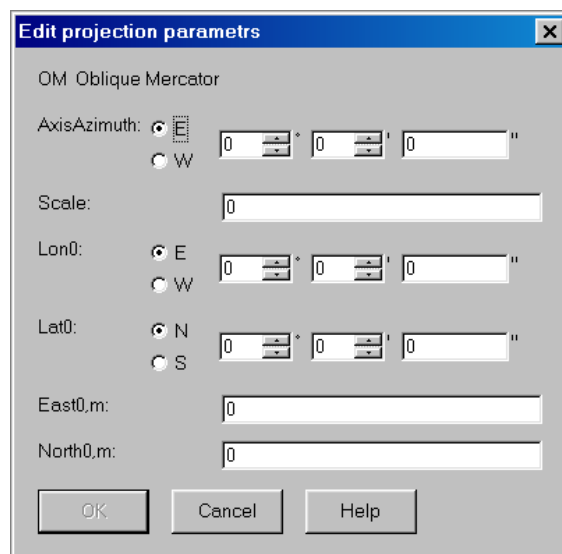 Edit projection parametrs
OM Oblique Mercator
AxisAzimuth: E 0 ° 0 ' 0 "
W
Scale: 0
Lon0: E 0 ° 0 ' 0 "
W
Lat0: N 0 ° 0 ' 0 "
S
East0,m: 0
North0,m: 0
OK Cancel Help